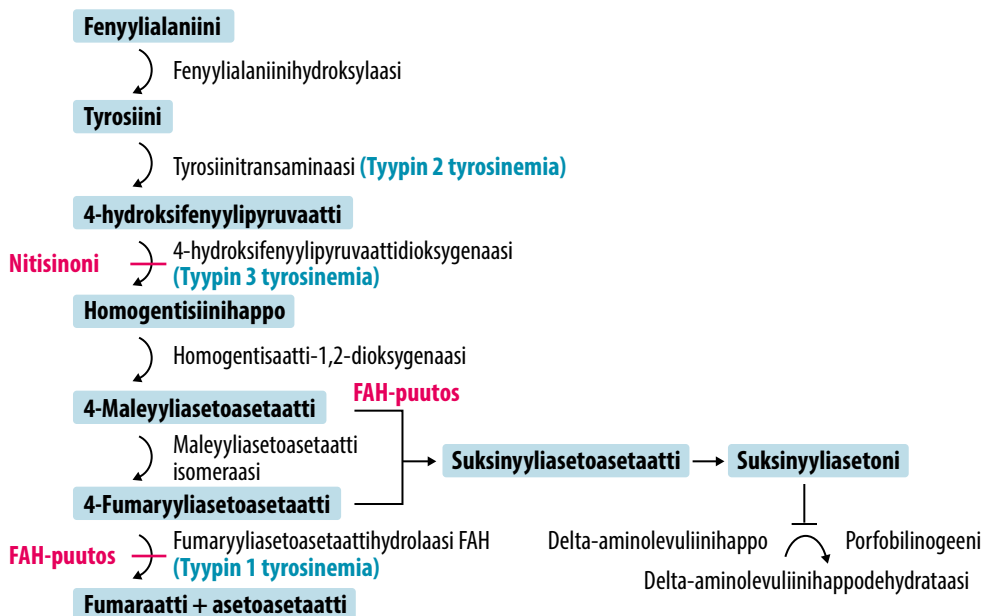 Fenyylialaniini
Fenyylialaniinihydroksylaasi
Tyrosiini
Tyrosiinitransaminaasi (Tyypin 2 tyrosinemia)
4-hydroksifenyylipyruvaatti
Nitisinoni
4-hydroksifenyylipyruvaattidioksygenaasi
(Tyypin 3 tyrosinemia)
Homogentisiinihappo
Homogentisaatti-1,2-dioksygenaasi
FAH-puutos
4-Maleyyliasetoasetaatti
Maleyyliasetoasetaatti
isomeraasi
Suksinyyliasetoasetaatti
Suksinyyliasetoni
4-Fumaryyliasetoasetaatti
FAH-puutos
Fumaryyliasetoasetaattihydrolaasi FAH
(Tyypin 1 tyrosinemia)
Delta-aminolevuliinihappo
Porfobilinogeeni
Delta-aminolevuliinihappodehydrataasi
Fumaraatti + asetoasetaatti